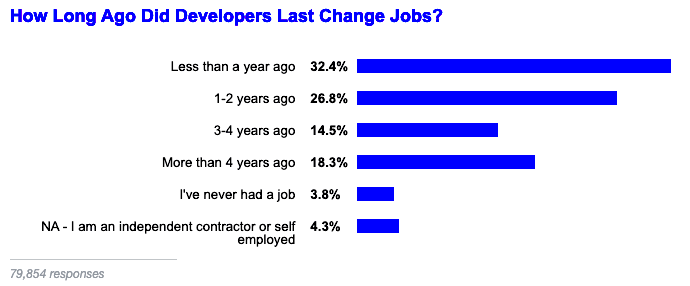 How Long Ago Did Developers Last Change Jobs?
Less than a year ago 32.4%
1-2 years ago 26.8%
3-4 years ago 14.5%
More than 4 years ago 18.3%
I've never had a job 3.8%
NA - I am an independent contractor or self 4.3%
employed
79,854 responses